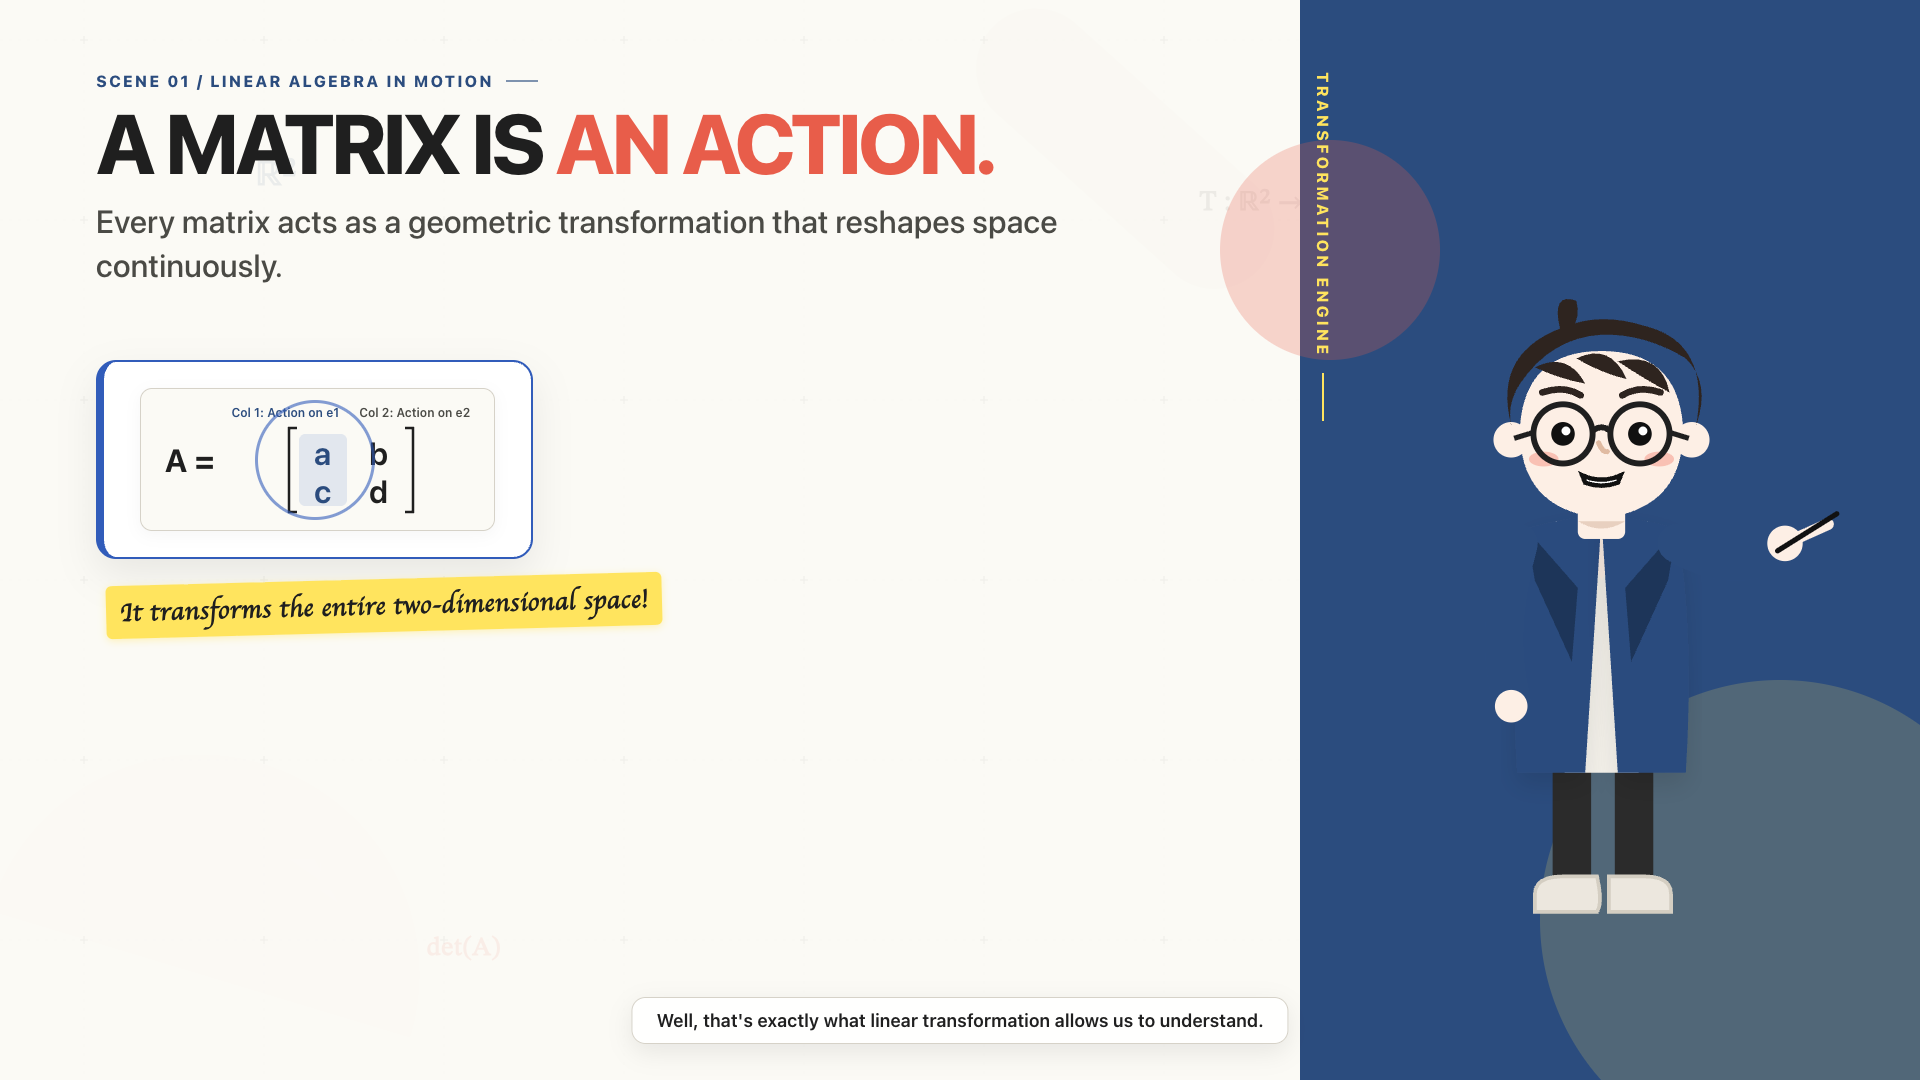 SCENE 01 / LINEAR ALGEBRA IN MOTION
A MATRIX IS AN ACTION.
Every matrix acts as a geometric transformation that reshapes space
continuously.
T : ℝ² →
TRANSFORMATION ENGINE
Col 1: Action on e1 Col 2: Action on e2
A =
a b
c d
It transforms the entire two-dimensional space!
det(A)
Well, that's exactly what linear transformation allows us to understand.